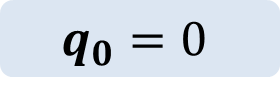 q₀ = 0